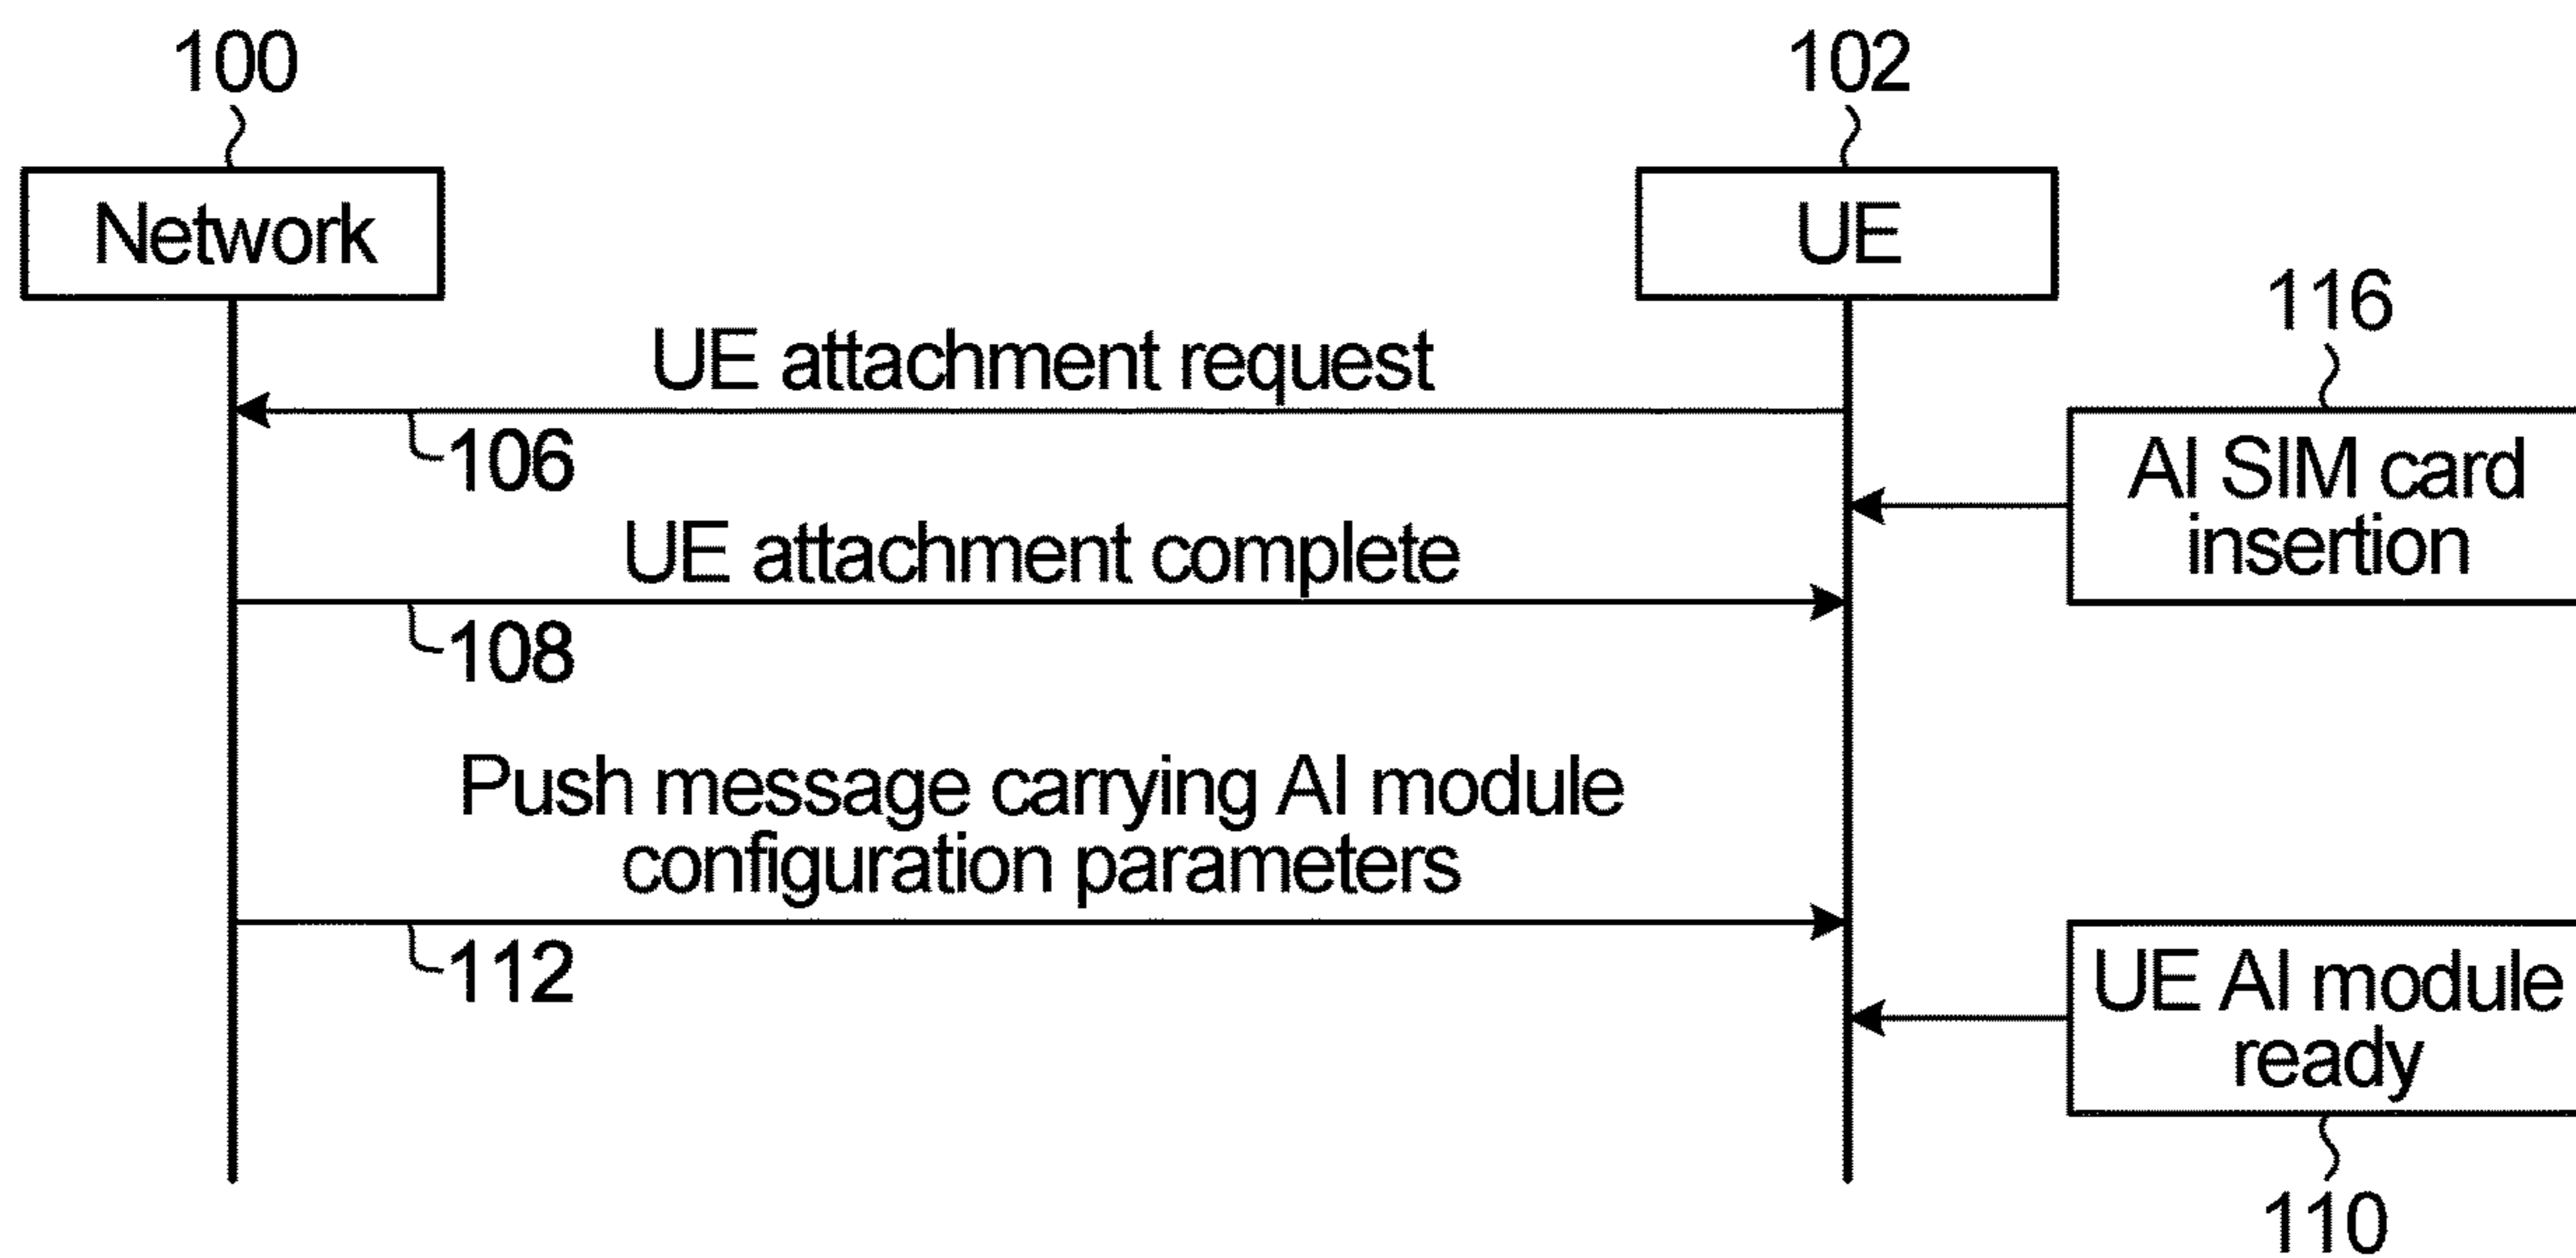 100
102
Network
UE
116
UE attachment request
106
AI SIM card
insertion
UE attachment complete
108
Push message carrying AI module
configuration parameters
112
UE AI module
ready
110